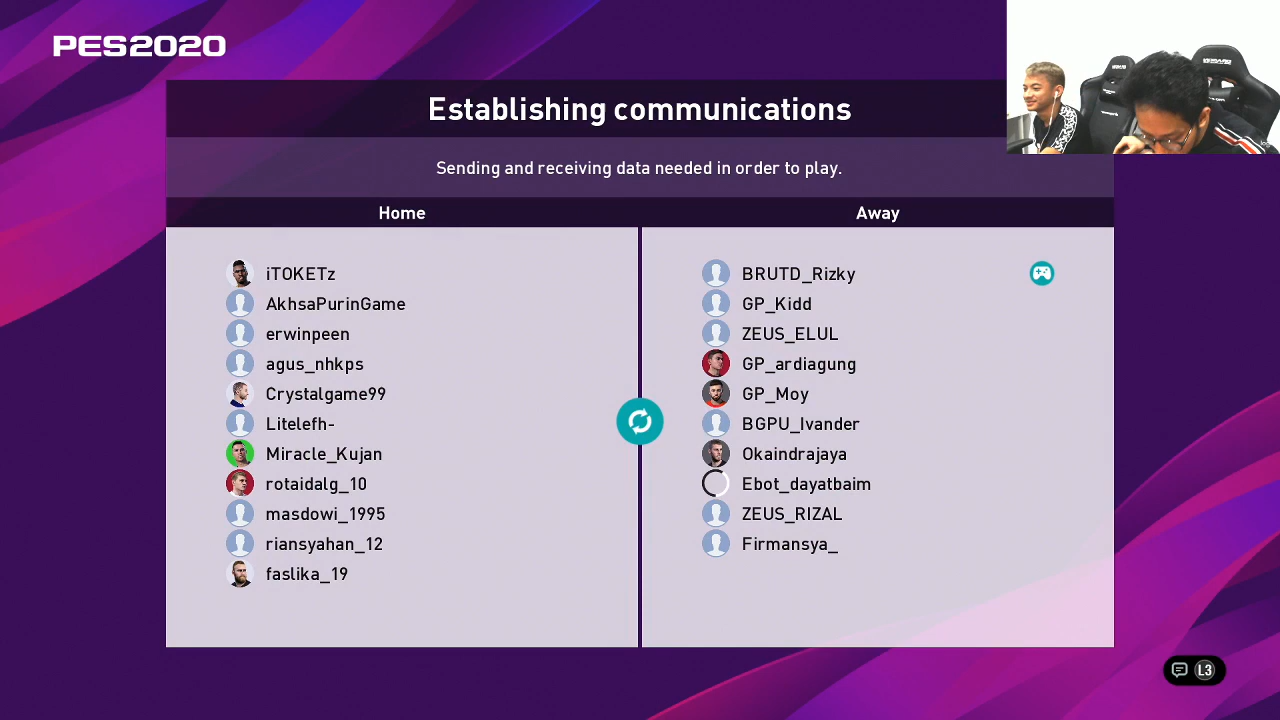 PES2020
Establishing communications
Sending and receiving data needed in order to play.
Home
Away
iTOKETz
AkhsaPurinGame
erwinpeen
agus_nhkps
Crystalgame99
Litelefh-
Miracle_Kujan
rotaidalg_10
masdowi_1995
riansyahan_12
faslika_19
BRUTD_Rizky
GP_Kidd
ZEUS_ELUL
GP_ardiagung
GP_Moy
BGPU_Ivander
Okaindrajaya
Ebot_dayatbaim
ZEUS_RIZAL
Firmansya_
L3